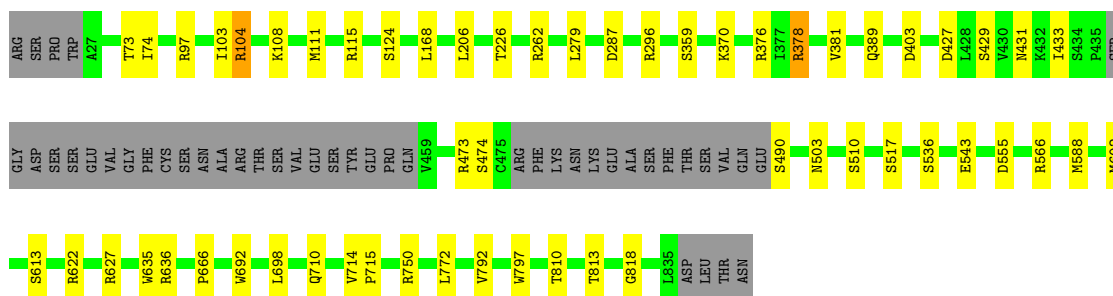 ARG SER PRO TRP A27 T73 I74 R97 I103 R104 K108 M111 R115 S124 L168 L206 T226 R262 L279 D287 R296 S359 K370 R376 I377 R378 V381 Q389 D403 D427 L428 S429 V430 N431 K432 I433 S434 P435
GLY ASP SER SER GLU VAL GLY PHE CYS SER ASN ALA ARG THR SER VAL GLU SER TYR GLU PRO GLN V459 R473 S474 C475 ARG PHE LYS ASN LYS GLU ALA SER PHE THR SER VAL GLN GLU S490 N503 S510 S517 S536 E543 D555 R566 M588
S613 R622 R627 W635 R636 P666 W692 L698 Q710 V714 P715 R750 L772 V792 W797 T810 T813 G818 L835 ASP LEU THR ASN